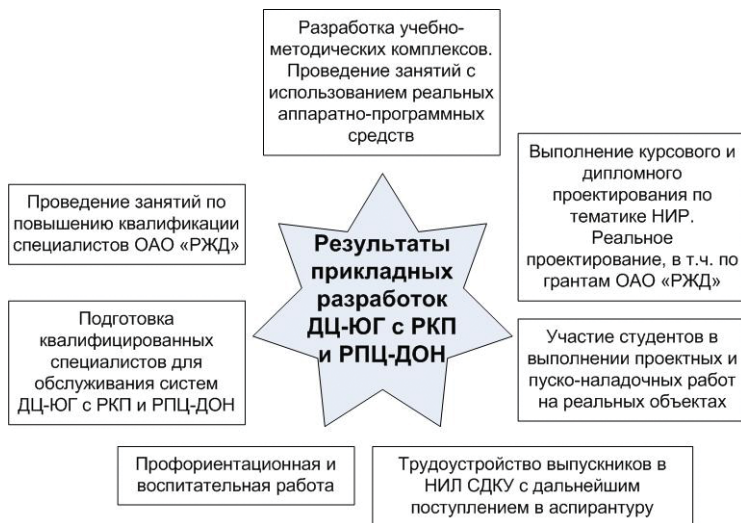 Разработка учебно-
методических комплексов.
Проведение занятий с
использованием реальных
аппаратно-программных
средств
Выполнение курсового и
дипломного
проектирования по
тематике НИР.
Реальное
проектирование, в т.ч. по
грантам ОАО «РЖД»
Проведение занятий по
повышению квалификации
специалистов ОАО «РЖД»
Результаты
прикладных
разработок
ДЦ-ЮГ с РКП
и РПЦ-ДОН
Подготовка
квалифицированных
специалистов для
обслуживания систем
ДЦ-ЮГ с РКП и РПЦ-ДОН
Участие студентов в
выполнении проектных и
пуско-наладочных работ
на реальных объектах
Профориентационная и
воспитательная работа
Трудоустройство выпускников в
НИЛ СДКУ с дальнейшим
поступлением в аспирантуру